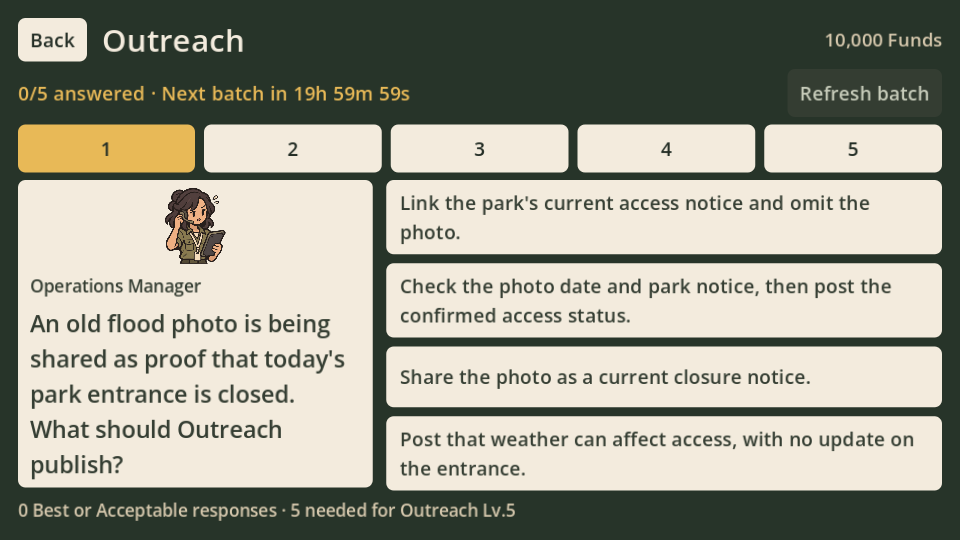 Back
Outreach
10,000 Funds
0/5 answered · Next batch in 19h 59m 59s
Refresh batch
1
2
3
4
5
Operations Manager
An old flood photo is being
shared as proof that today's
park entrance is closed.
What should Outreach
publish?
Link the park's current access notice and omit the
photo.
Check the photo date and park notice, then post the
confirmed access status.
Share the photo as a current closure notice.
Post that weather can affect access, with no update on
the entrance.
0 Best or Acceptable responses · 5 needed for Outreach Lv.5